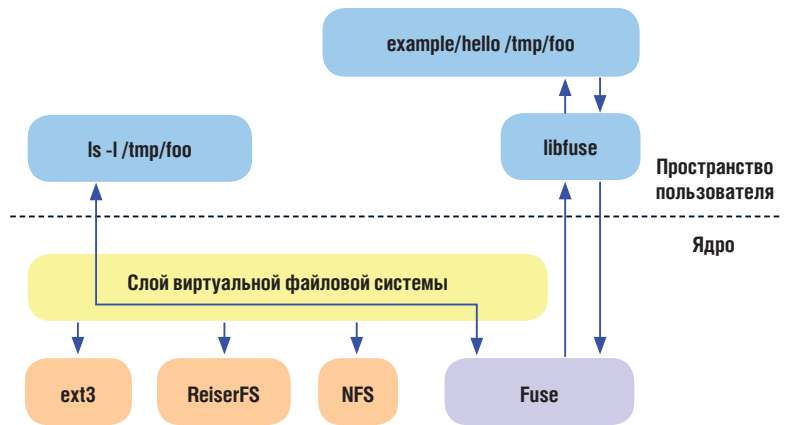 example/hello /tmp/foo
ls -l /tmp/foo
libfuse
Пространство
пользователя
Ядро
Слой виртуальной файловой системы
ext3
ReiserFS
NFS
Fuse